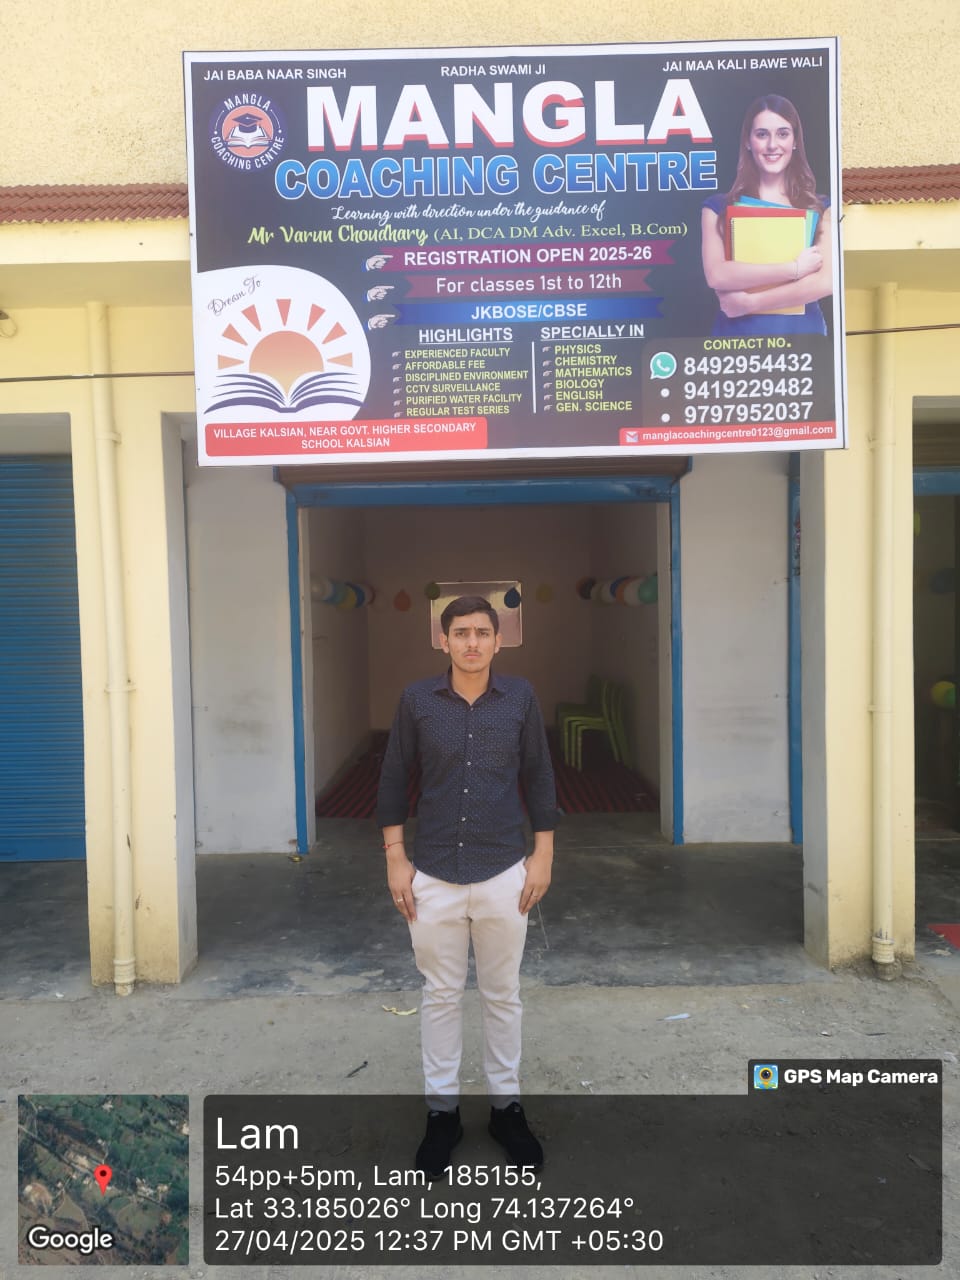 JAI BABA NAAR SINGH
RADHA SWAMI JI
JAI MAA KALI BAWE WALI
MANGLA
COACHING CENTRE
MANGLA
COACHING CENTRE
Learning with direction under the guidance of
Mr Varun Choudhary (AI, DCA DM Adv. Excel, B.Com)
REGISTRATION OPEN 2025-26
For classes 1st to 12th
JKBOSE/CBSE
Dream To
HIGHLIGHTS
EXPERIENCED FACULTY
AFFORDABLE FEE
DISCIPLINED ENVIRONMENT
CCTV SURVEILLANCE
PURIFIED WATER FACILITY
REGULAR TEST SERIES
SPECIALLY IN
PHYSICS
CHEMISTRY
MATHEMATICS
BIOLOGY
ENGLISH
GEN. SCIENCE
CONTACT NO.
8492954432
9419229482
9797952037
VILLAGE KALSIAN, NEAR GOVT. HIGHER SECONDARY
SCHOOL KALSIAN
manglacoachingcentre0123@gmail.com
GPS Map Camera
Lam
54pp+5pm, Lam, 185155,
Lat 33.185026° Long 74.137264°
27/04/2025 12:37 PM GMT +05:30
Google